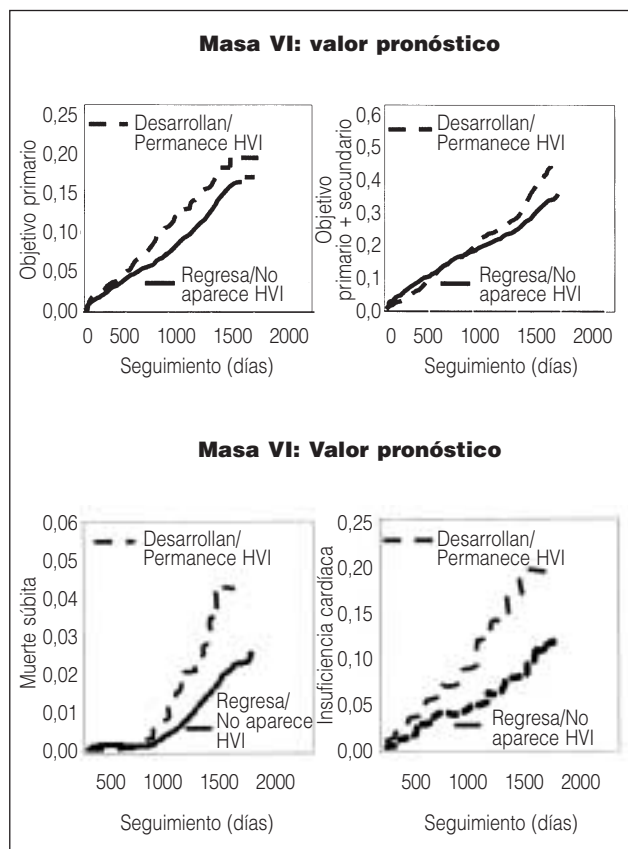 Masa VI: valor pronóstico
Objetivo primario
0,25
0,20
0,15
0,10
0,05
0,00
Desarrollan/
Permanece HVI
Regresa/No
aparece HVI
0 500 1000 1500 2000
Seguimiento (días)
Objetivo
primario + secundario
0,6
0,5
0,4
0,3
0,2
0,1
0,0
Desarrollan/
Permanece HVI
Regresa/No
aparece HVI
0 500 1000 1500 2000
Seguimiento (días)
Masa VI: Valor pronóstico
Muerte súbita
0,06
0,05
0,04
0,03
0,02
0,01
0,00
Desarrollan/
Permanece HVI
Regresa/
No aparece
HVI
500 1000 1500 2000
Seguimiento (días)
Insuficiencia cardíaca
0,25
0,20
0,15
0,10
0,05
0,00
Desarrollan/
Permanece HVI
Regresa/No
aparece HVI
500 1000 1500 2000
Seguimiento (días)